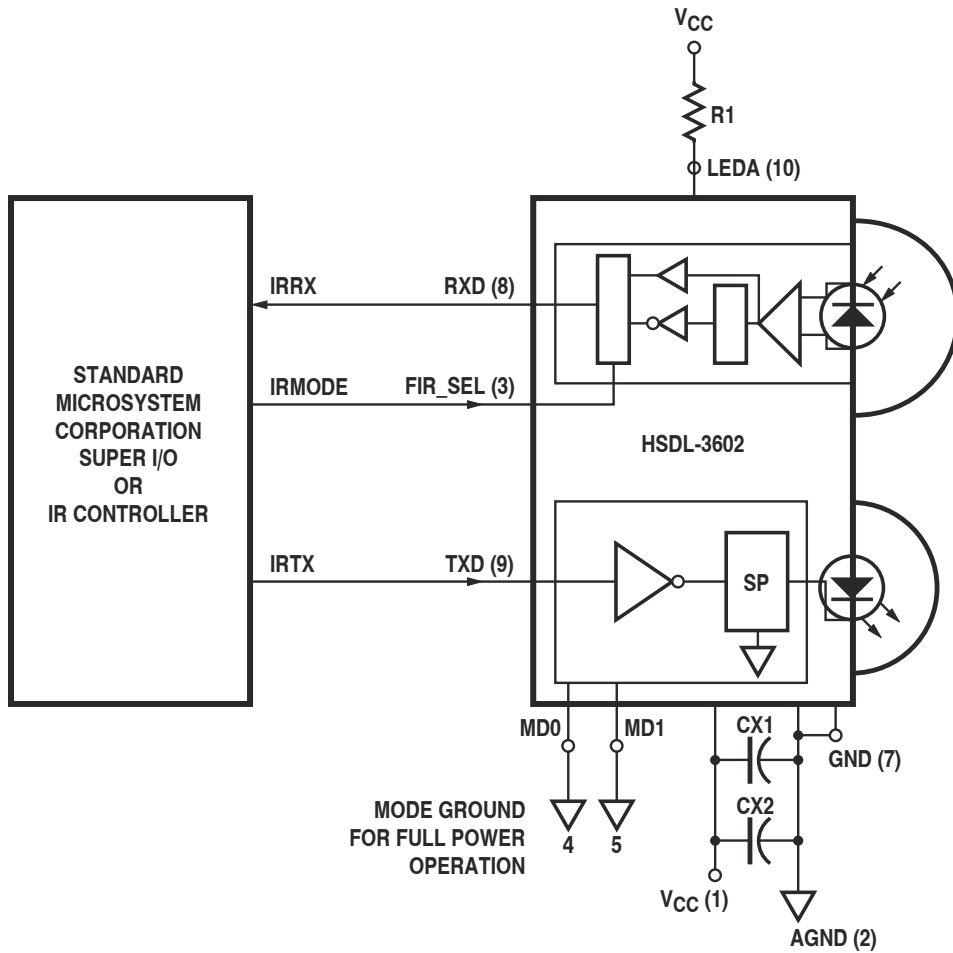 VCC
R1
LEDA (10)
IRRX
RXD (8)
STANDARD
MICROSYSTEM
CORPORATION
SUPER I/O
OR
IR CONTROLLER
IRMODE
FIR_SEL (3)
HSDL-3602
IRTX
TXD (9)
SP
MD0
MD1
CX1
GND (7)
MODE GROUND
FOR FULL POWER
OPERATION
4
5
CX2
VCC (1)
AGND (2)